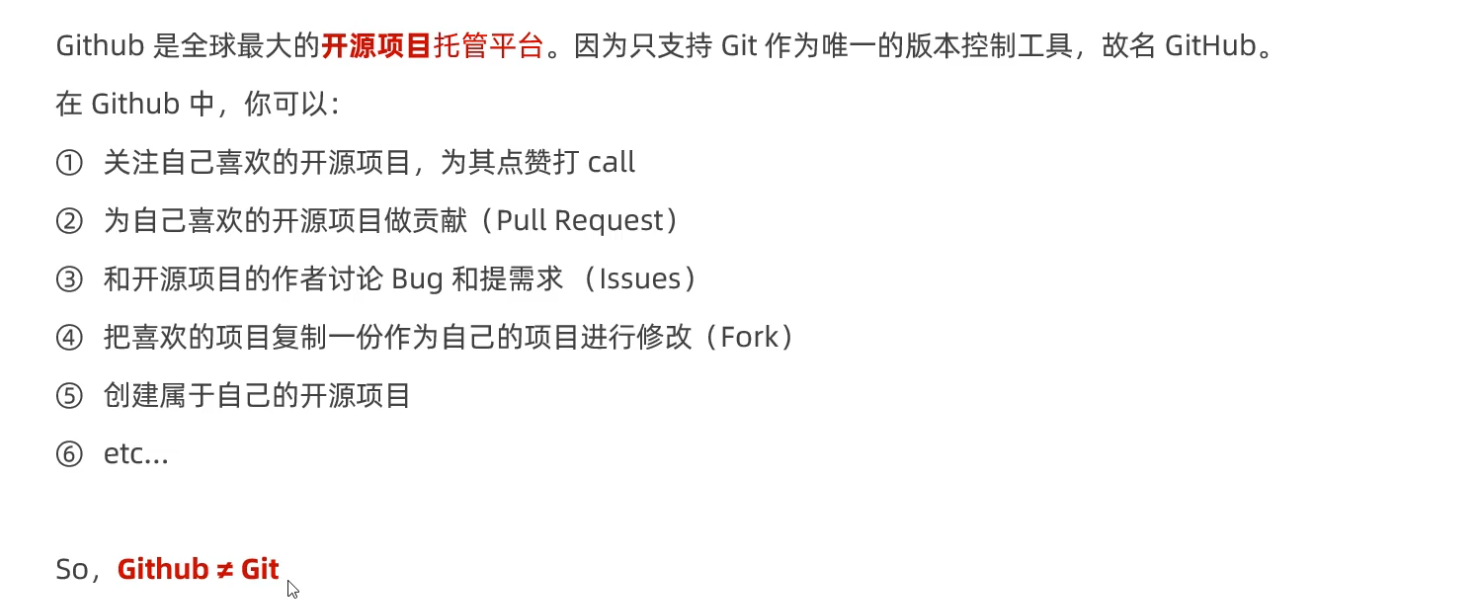 Github 是全球最大的开源项目托管平台。因为只支持 Git 作为唯一的版本控制工具，故名 GitHub。
在 Github 中，你可以：
① 关注自己喜欢的开源项目，为其点赞打 call
② 为自己喜欢的开源项目做贡献（Pull Request）
③ 和开源项目的作者讨论 Bug 和提需求 （Issues）
④ 把喜欢的项目复制一份作为自己的项目进行修改（Fork）
⑤ 创建属于自己的开源项目
⑥ etc...
So，Github ≠ Git